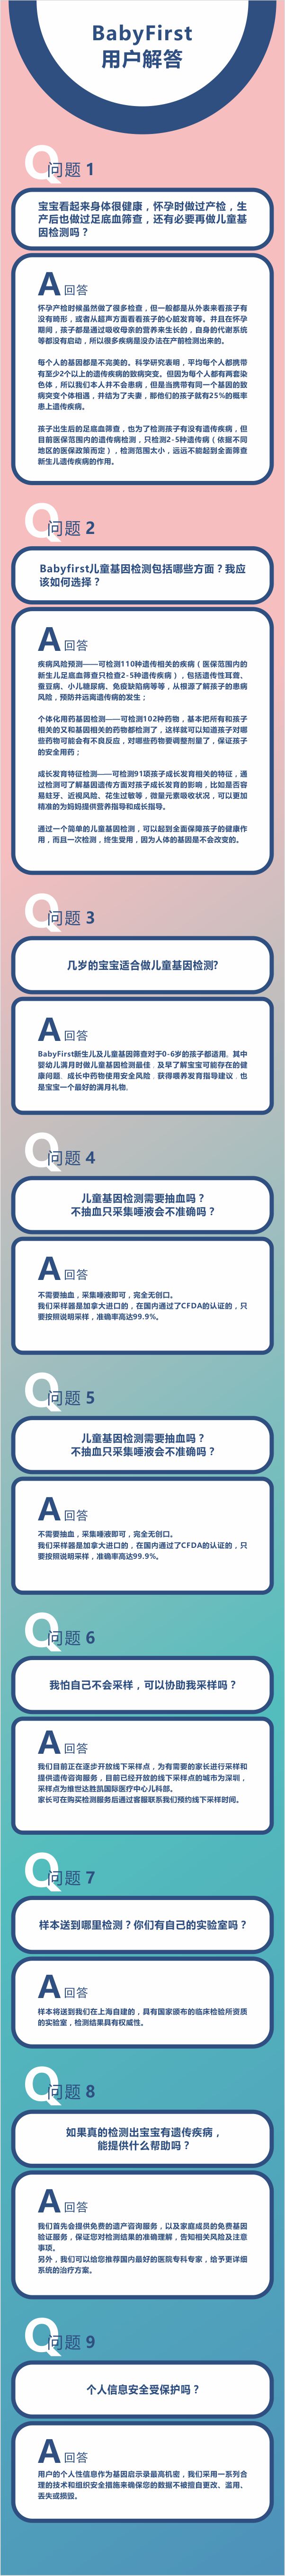 BabyFirst
用户解答
Q 问题 1
宝宝看起来身体很健康，怀孕时做过产检，生
产后也做过足底血筛查，还有必要再做儿童基
因检测吗？
A 回答
怀孕产检时候虽然做了很多检查，但一般都是从外表来看孩子有
没有畸形，或者从超声方面看看孩子的心脏发育等。并且在怀孕
期间，孩子都是通过吸收母亲的营养来生长的，自身的代谢系统
等都没有启动，所以很多疾病是没办法在产前检测出来的。
每个人的基因都是不完美的。科学研究表明，平均每个人都携带
有至少2个以上的遗传疾病的致病突变。但因为每个人都有两套染
色体，所以我们本人并不会患病，但是当携带有同一个基因的致
病突变个体相遇，并结为了夫妻，那他们的孩子就有25%的概率
患上遗传疾病。
孩子出生后的足底血筛查，也为了检测孩子有没有遗传疾病，但
目前医保范围内的遗传病检测，只检测2-5种遗传病（依据不同
地区的医保政策而定），检测范围太小，远远不能起到全面筛查
新生儿遗传疾病的作用。
Q 问题 2
Babyfirst儿童基因检测包括哪些方面？我应
该如何选择？
A 回答
疾病风险预测——可检测110种遗传相关的疾病（医保范围内的
新生儿足底血筛查只检查2-5种遗传疾病），包括遗传性耳聋、
蚕豆病、小儿糖尿病、免疫缺陷病等等，从根源了解孩子的患病
风险，预防并远离遗传病的发生；
个体化用药基因检测——可检测102种药物，基本把所有和孩子
相关的又和基因相关的药物都检测了，这样就可以知道孩子对哪
些药物可能会有不良反应，对哪些药物要调整剂量了，保证孩子
的安全用药；
成长发育特征检测——可检测91项孩子成长发育相关的特征，通
过检测可了解基因遗传方面对孩子成长发育的影响，比如是否容
易蛀牙、近视风险、花生过敏等，微量元素吸收状况，可以更加
精准的为妈妈提供营养指导和成长指导。
通过一个简单的儿童基因检测，可以起到全面保障孩子的健康作
用，而且一次检测，终生受用，因为人体的基因是不会改变的。
Q 问题 3
几岁的宝宝适合做儿童基因检测？
A 回答
BabyFirst新生儿及儿童基因筛查对于0-6岁的孩子都适用。其中
婴幼儿满月时做儿童基因检测最佳，及早了解宝宝可能存在的健
康问题、成长中药物使用安全风险，获得喂养发育指导建议，也
是宝宝一个最好的满月礼物。
Q 问题 4
儿童基因检测需要抽血吗？
不抽血只采集唾液会不准确吗？
A 回答
不需要抽血，采集唾液即可，完全无创口。
我们采样器是加拿大进口的，在国内通过了CFDA的认证的，只
要按照说明采样，准确率高达99.9%。
Q 问题 5
儿童基因检测需要抽血吗？
不抽血只采集唾液会不准确吗？
A 回答
不需要抽血，采集唾液即可，完全无创口。
我们采样器是加拿大进口的，在国内通过了CFDA的认证的，只
要按照说明采样，准确率高达99.9%。
Q 问题 6
我怕自己不会采样，可以协助我采样吗？
A 回答
我们目前正在逐步开放线下采样点，为有需要的家长进行采样和
提供遗传咨询服务，目前已经开放的线下采样点的城市为深圳，
采样点为维世达胜凯国际医疗中心儿科部。
家长可在购买检测服务后通过客服联系我们预约线下采样时间。
Q 问题 7
样本送到哪里检测？你们有自己的实验室吗？
A 回答
样本将送到我们在上海自建的，具有国家颁布的临床检验所资质
的实验室，检测结果具有权威性。
Q 问题 8
如果真的检测出宝宝有遗传疾病，
能提供什么帮助吗？
A 回答
我们首先会提供免费的遗产咨询服务，以及家庭成员的免费基因
验证服务，保证您对检测结果的准确理解，告知相关风险及注意
事项。
另外，我们可以给您推荐国内最好的医院专科专家，给予更详细
系统的治疗方案。
Q 问题 9
个人信息安全受保护吗？
A 回答
用户的个人性信息作为基因启示录最高机密，我们采用一系列合
理的技术和组织安全措施来确保您的数据不被擅自更改、滥用、
丢失或损毁。